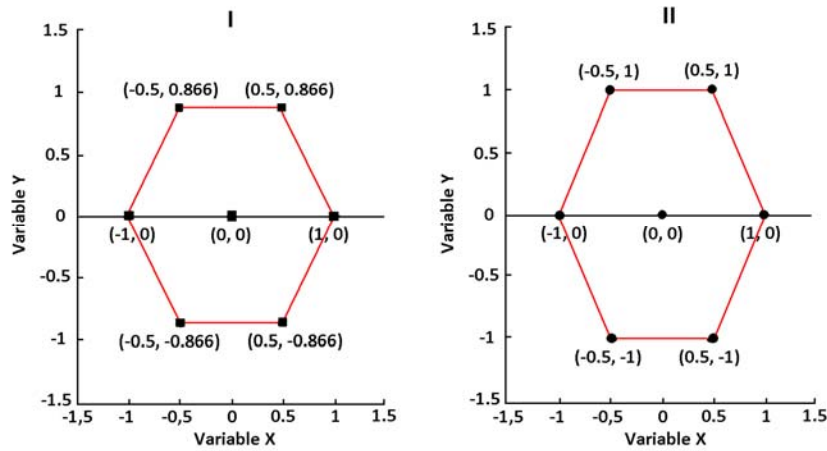 I
1.5
1
0.5
0
-0.5
-1
-1.5
Variable Y
(-0.5, 0.866) (0.5, 0.866)
(-1, 0) (0, 0) (1, 0)
(-0.5, -0.866) (0.5, -0.866)
-1,5 -1 -0,5 0 0.5 1 1.5
Variable X
II
1.5
1
0.5
0
-0.5
-1
-1.5
Variable Y
(-0.5, 1) (0.5, 1)
(-1, 0) (0, 0) (1, 0)
(-0.5, -1) (0.5, -1)
-1,5 -1 -0,5 0 0.5 1 1.5
Variable X